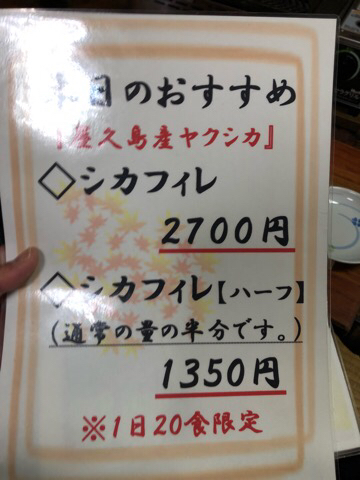 本日のおすすめ
『屋久島産ヤクシカ』
◇シカフィレ
2700円
◇シカフィレ【ハーフ】
(通常の量の半分です。)
1350円
※1日20食限定